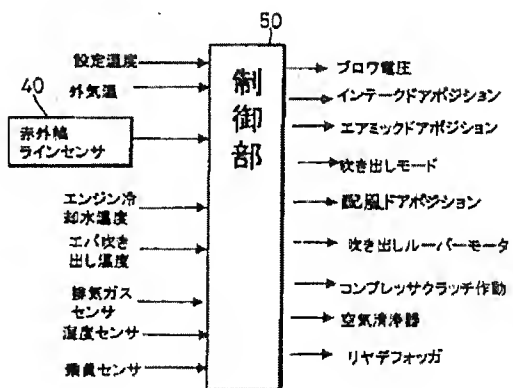 50
制御部
設定温度
外気温
40
赤外線
ラインセンサ
エンジン冷
却水温度
エバ吹き
出し温度
排気ガス
センサ
湿度センサ
乗員センサ
ブロワ電圧
インテークドアポジション
エアミックドアポジション
吹き出しモード
配風ドアポジション
吹き出しルーバーモータ
コンプレッサクラッチ作動
空気清浄器
リヤデフォッガ